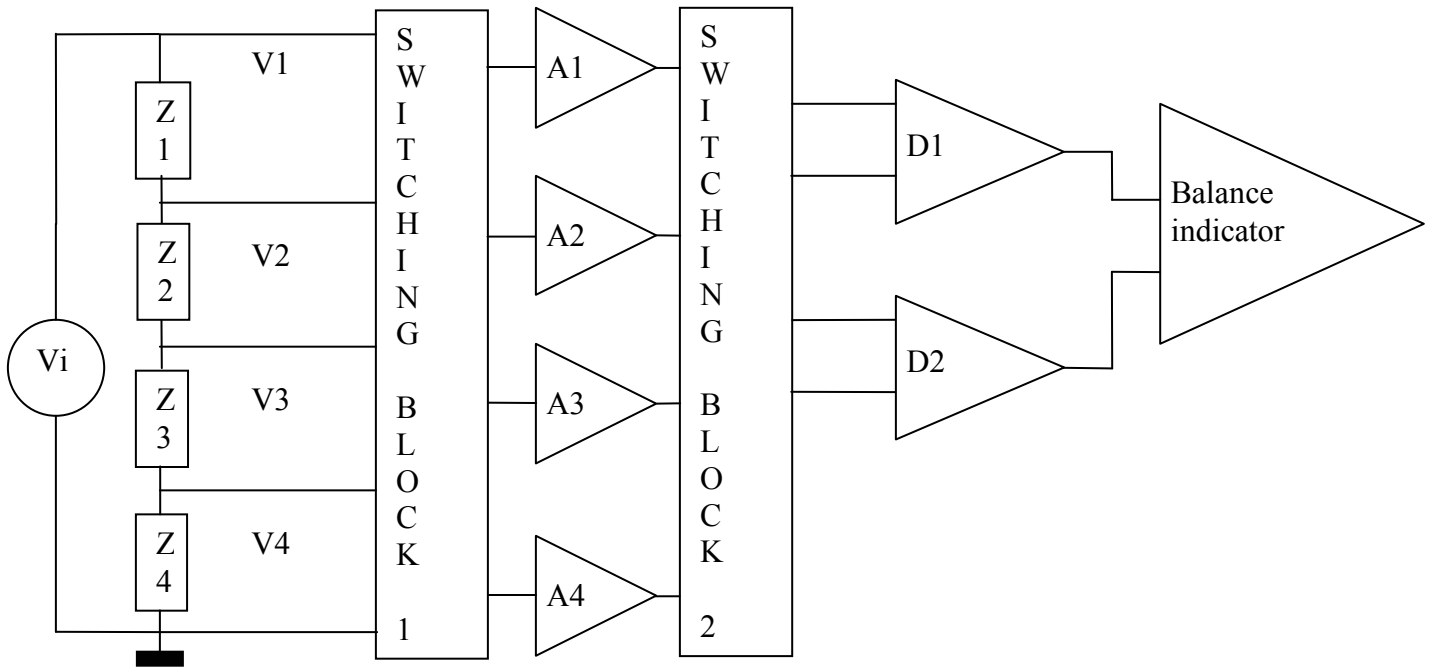 Vi
Z
1
Z
2
Z
3
Z
4
V1
V2
V3
V4
S
W
I
T
C
H
I
N
G
B
L
O
C
K
1
A1
A2
A3
A4
S
W
I
T
C
H
I
N
G
B
L
O
C
K
2
D1
D2
Balance
indicator